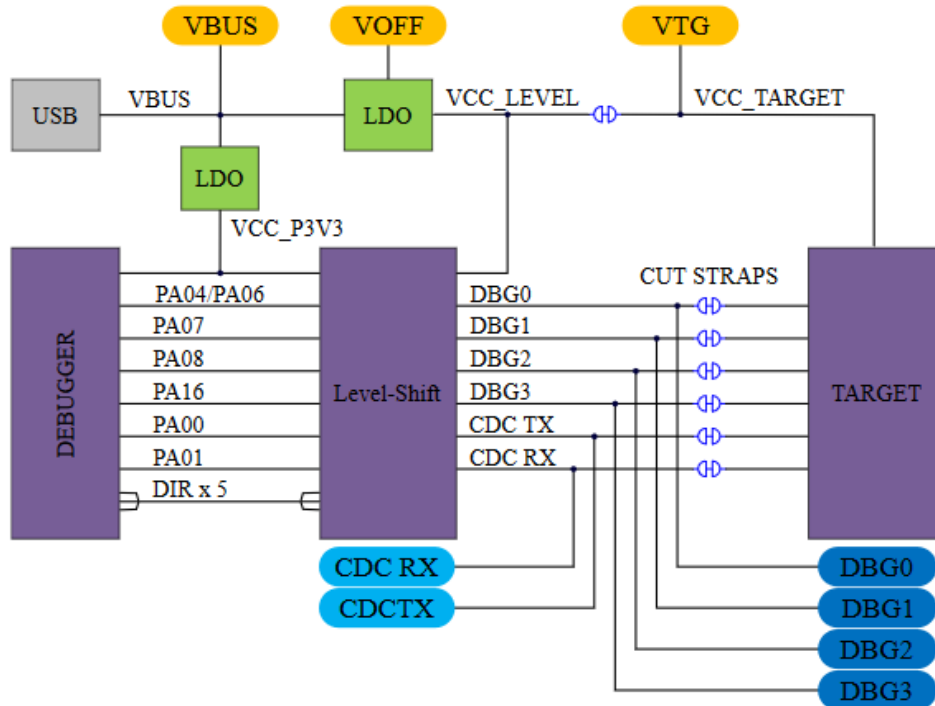 VBUS
VOFF
VTG
USB
VBUS
LDO
VCC_LEVEL
VCC_TARGET
LDO
VCC_P3V3
DEBUGGER
PA04/PA06
PA07
PA08
PA16
PA00
PA01
DIR x 5
Level-Shift
DBG0
DBG1
DBG2
DBG3
CDC TX
CDC RX
CUT STRAPS
TARGET
CDC RX
CDCTX
DBG0
DBG1
DBG2
DBG3